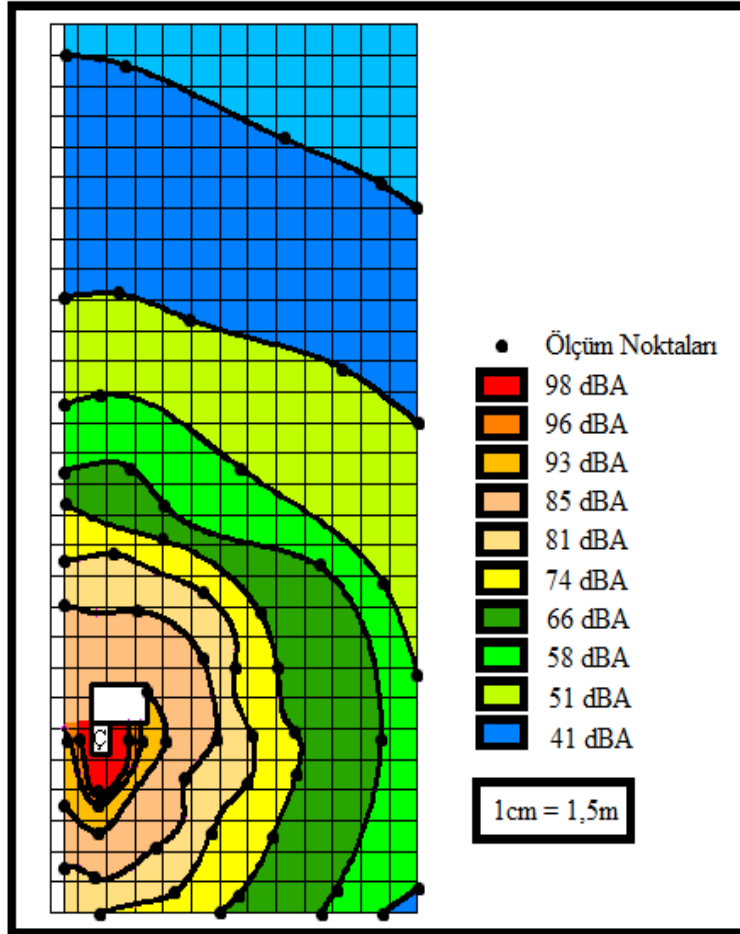 Ölçüm Noktaları
98 dBA
96 dBA
93 dBA
85 dBA
81 dBA
74 dBA
66 dBA
58 dBA
51 dBA
41 dBA
C
1cm = 1,5m